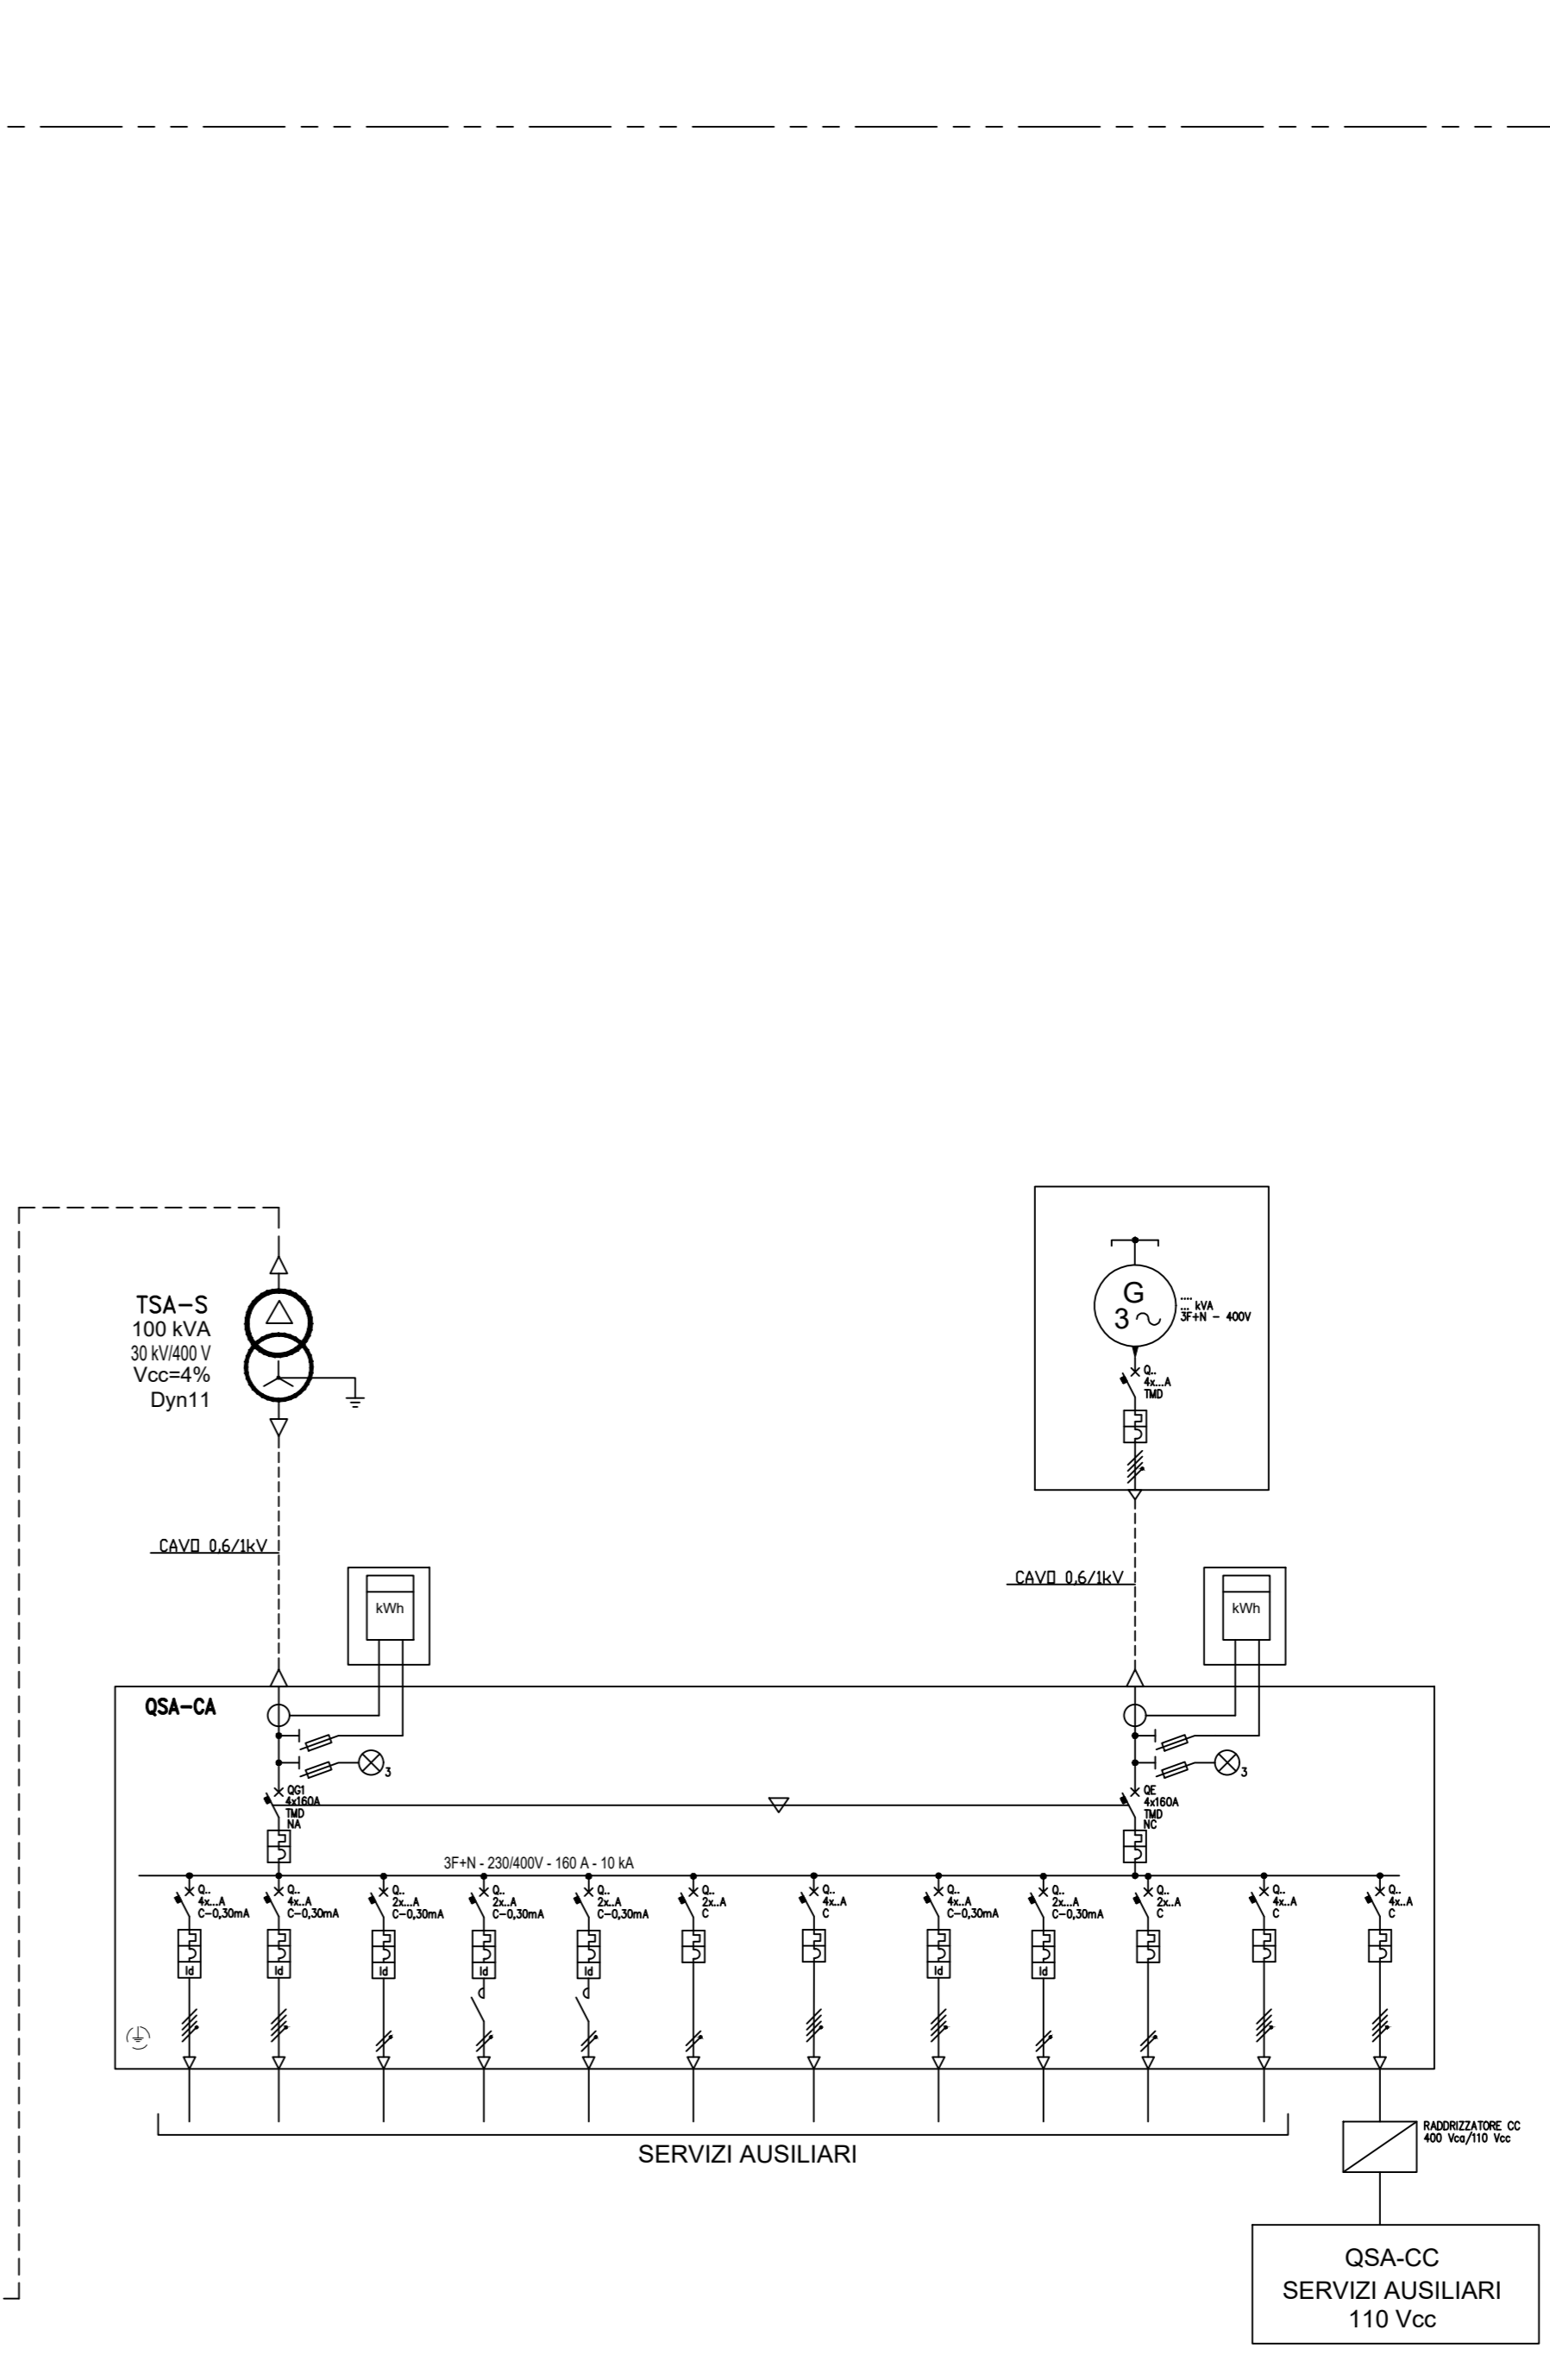 TSA-S
100 kVA
30 kV/400 V
Vcc=4%
Dyn11
G
3
....
... kVA
3F+N - 400V
Q..
4x...A
TMD
CAVO 0,6/1kV
CAVO 0,6/1kV
kWh
kWh
QSA-CA
3
3
QG1
4x160A
TMD
NA
QE
4x160A
TMD
NC
3F+N - 230/400V - 160 A - 10 kA
Q..
4x...A
C-0,30mA
Id
Q..
4x..A
C-0,30mA
Id
Q..
2x...A
C-0,30mA
Id
Q..
2x..A
C-0,30mA
Id
Q..
2x..A
C-0,30mA
Id
Q..
2x..A
C
Q..
4x..A
C
Q..
4x..A
C-0,30mA
Id
Q..
2x..A
C-0,30mA
Id
Q..
2x..A
C
Q..
4x..A
C
Q..
4x..A
C
SERVIZI AUSILIARI
RADDRIZZATORE CC
400 Vca/110 Vcc
QSA-CC
SERVIZI AUSILIARI
110 Vcc